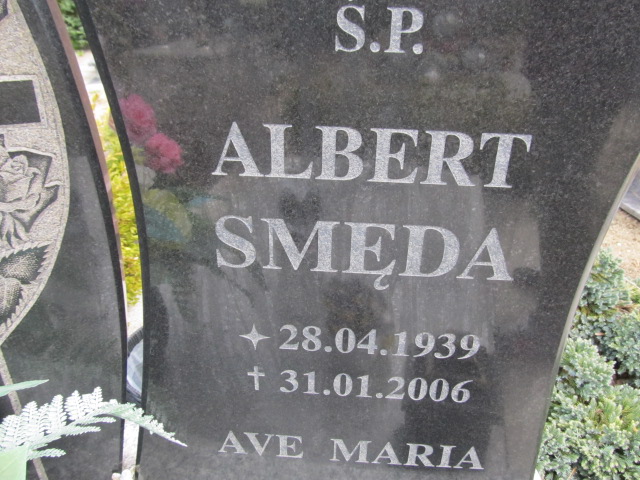 S.P.
ALBERT
SMĘDA
✦ 28.04.1939
† 31.01.2006
AVE MARIA